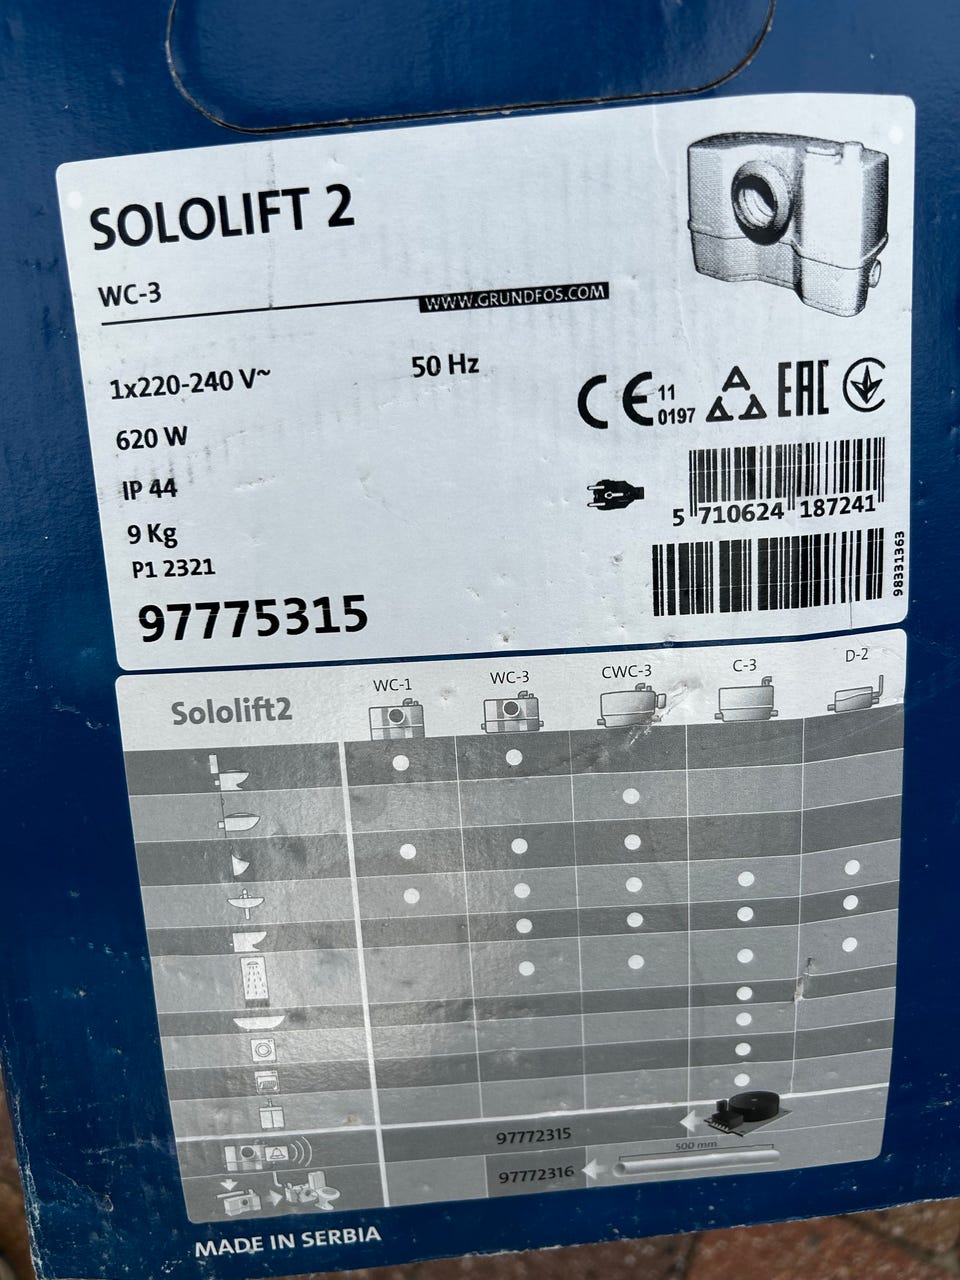 SOLOLIFT 2
WC-3
WWW.GRUNDFOS.COM
1x220-240 V~ 50 Hz
620 W
IP 44
9 Kg
P1 2321
97775315
CE 11
0197
EAC
5 710624 187241
98331363
Sololift2 WC-1 WC-3 CWC-3 C-3 D-2
97772315
500 mm
97772316
MADE IN SERBIA